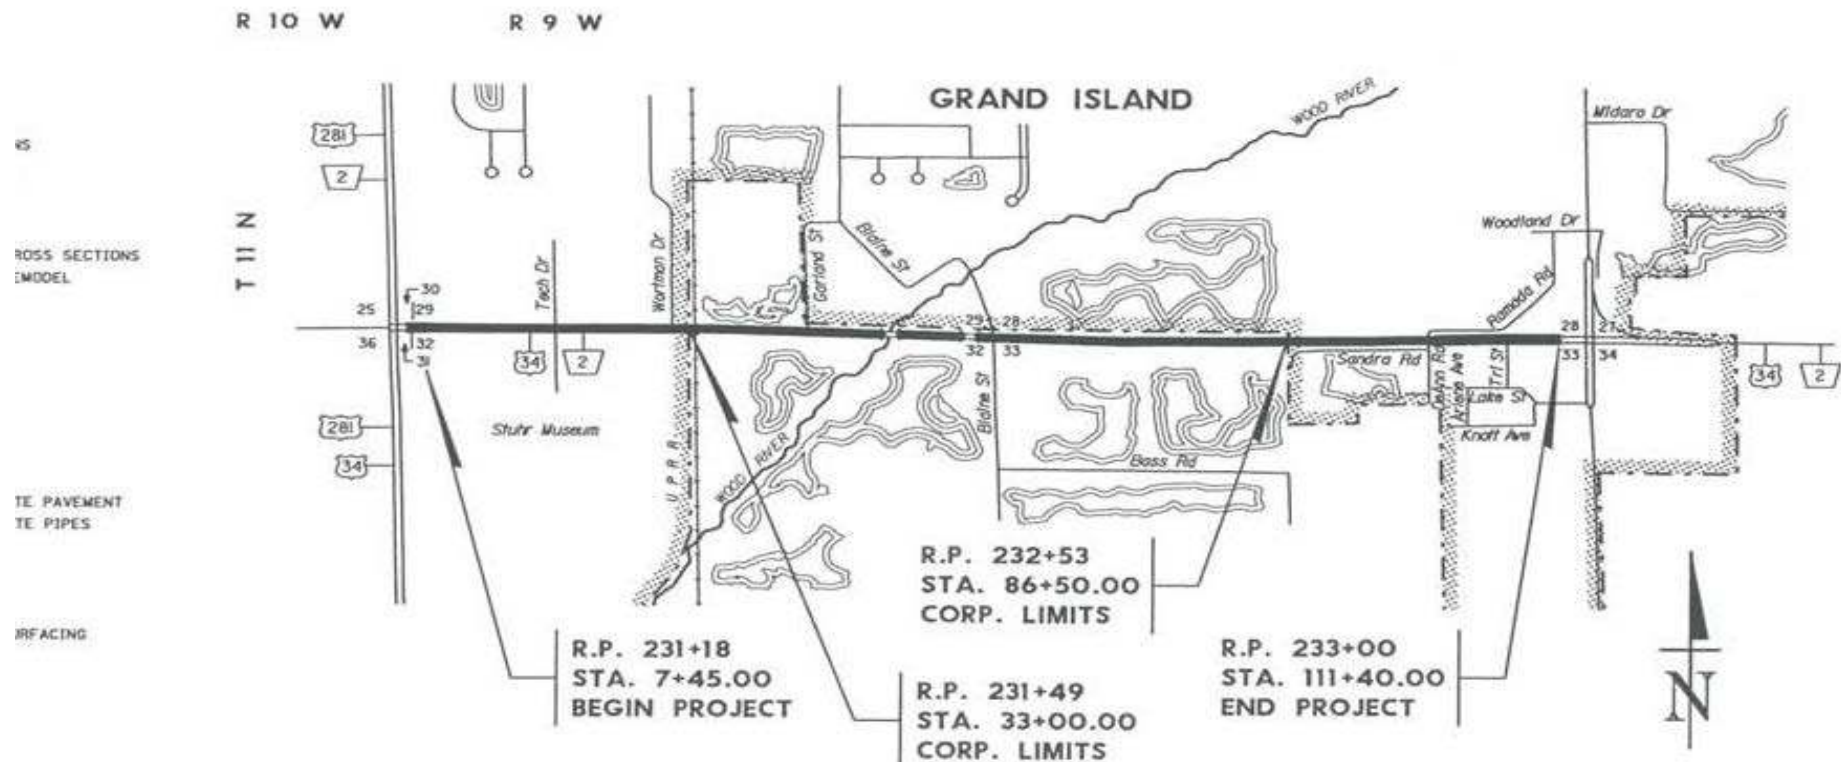 R 10 W
R 9 W
GRAND ISLAND
WOOD RIVER
Midaro Dr
281
2
NS
T 11 N
ROSS SECTIONS
EMODEL
Tech Dr
Wortman Dr
Garland St
Blaine St
Woodland Dr
Ramada Rd
30
25
29
36
32
31
29
28
32
33
28
27
33
34
34
2
Sandra Rd
JoAnn Rd
Arlene Ave
Trl St
Lake St
Knott Ave
34
2
281
34
Stuhr Museum
U P R R
WOOD RIVER
Blaine St
Bass Rd
TE PAVEMENT
TE PIPES
RFACING
R.P. 232+53
STA. 86+50.00
CORP. LIMITS
R.P. 231+18
STA. 7+45.00
BEGIN PROJECT
R.P. 231+49
STA. 33+00.00
CORP. LIMITS
R.P. 233+00
STA. 111+40.00
END PROJECT
N